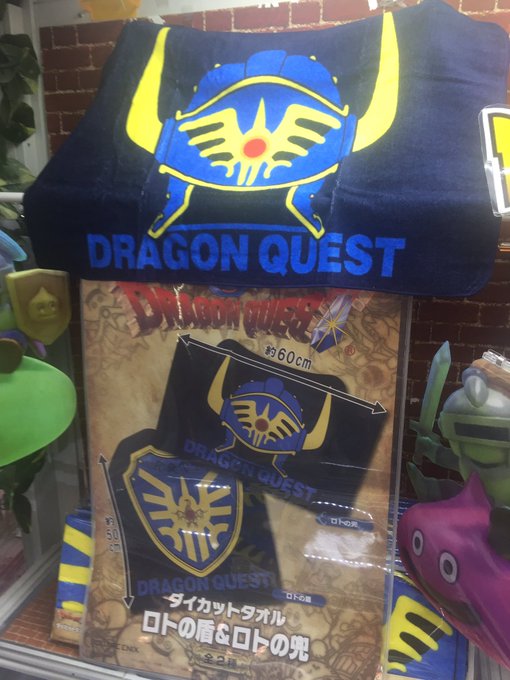 DRAGON QUEST
DRAGON QUEST
®
約60cm
DRAGON QUEST
ロトの兜
約50cm
DRAGON QUEST
ロトの盾
ダイカットタオル
ロトの盾&ロトの兜
全2種